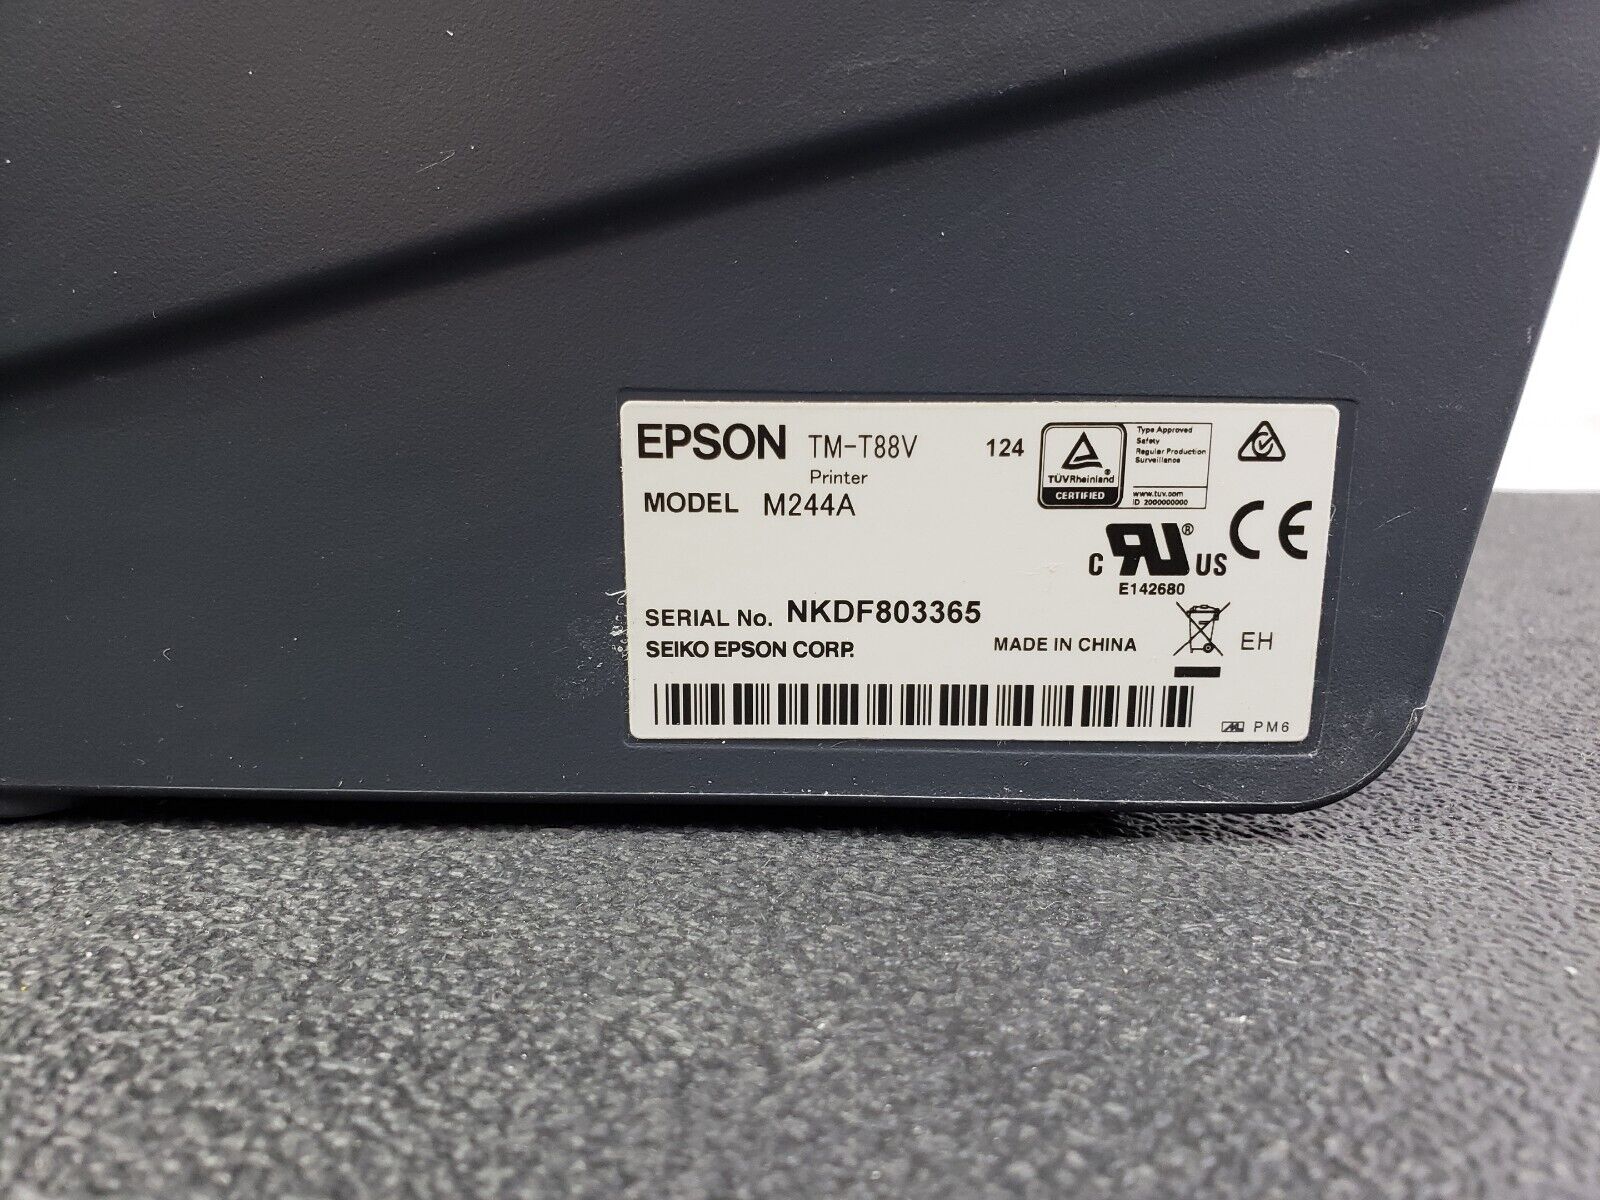 EPSON TM-T88V 124
Printer
MODEL M244A
TÜVRheinland®
CERTIFIED
Type Approved
Safety
Regular Production
Surveillance
www.tuv.com
ID 2000000000
C RU® US CE
E142680
SERIAL No. NKDF803365
SEIKO EPSON CORP. MADE IN CHINA EH
PM6